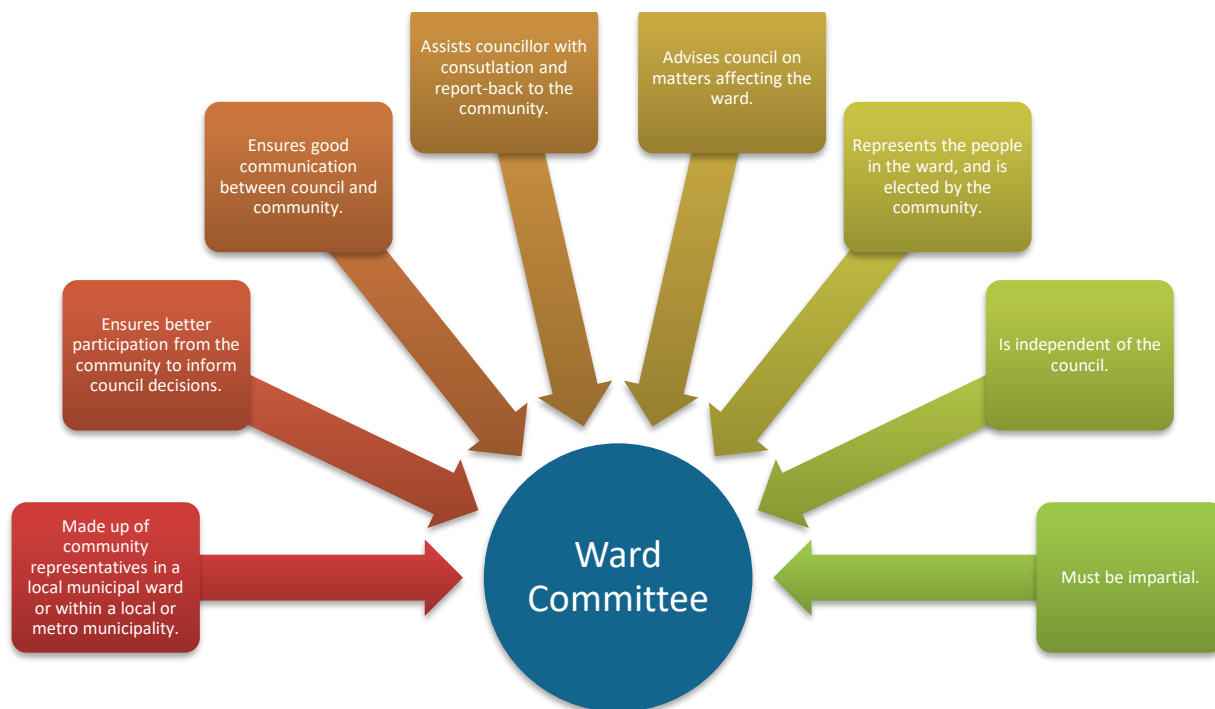 Made up of
community
representatives in a
local municipal ward
or within a local or
metro municipality.
Ensures better
participation from the
community to inform
council decisions.
Ensures good
communication
between council and
community.
Assists councillor with
consutlation and
report-back to the
community.
Advises council on
matters affecting the
ward.
Represents the people
in the ward, and is
elected by the
community.
Is independent of the
council.
Must be impartial.
Ward
Committee